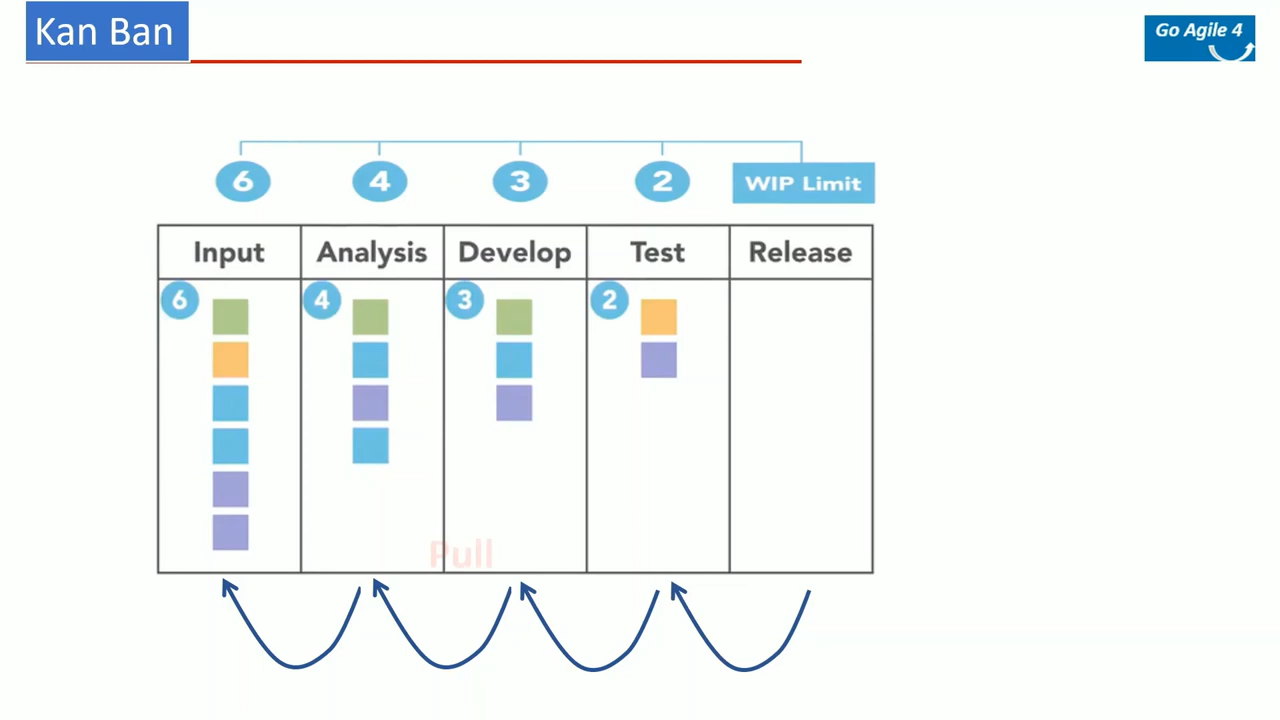 Kan Ban
Go Agile 4
6 4 3 2 WIP Limit
Input Analysis Develop Test Release
6 4 3 2
Pull